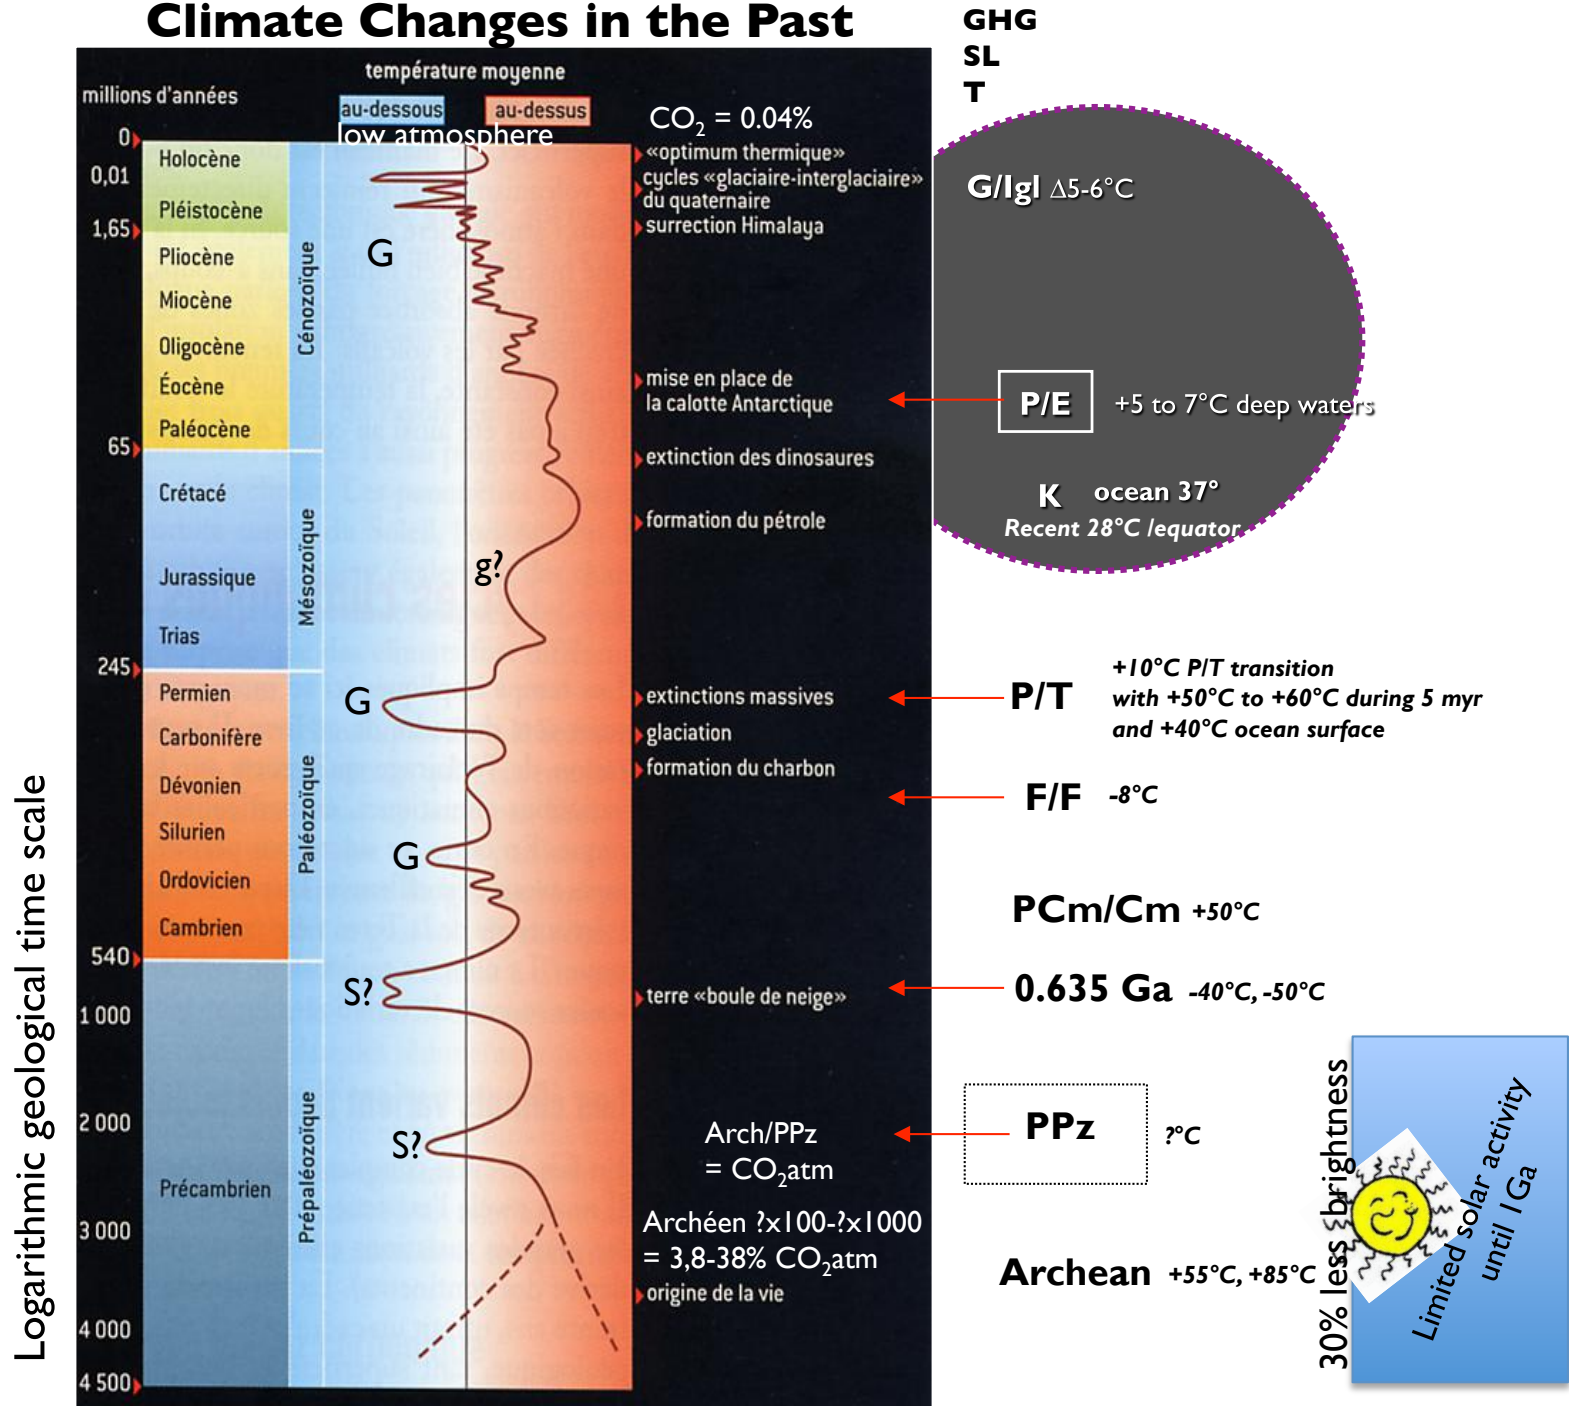 Climate Changes in the Past
GHG
SL
T
température moyenne
millions d'années
au-dessous
au-dessus
low atmosphere
CO₂ = 0.04%
0
0,01
1,65
65
245
540
1 000
2 000
3 000
4 000
4 500
Holocène
Pléistocène
Pliocène
Miocène
Oligocène
Éocène
Paléocène
Crétacé
Jurassique
Trias
Permien
Carbonifère
Dévonien
Silurien
Ordovicien
Cambrien
Précambrien
Cénozoïque
Mésozoïque
Paléozoïque
Prépaléozoïque
G
g?
G
G
S?
S?
«optimum thermique»
cycles «glaciaire-interglaciaire»
du quaternaire
surrection Himalaya
mise en place de
la calotte Antarctique
extinction des dinosaures
formation du pétrole
extinctions massives
glaciation
formation du charbon
terre «boule de neige»
Arch/PPz
= CO₂atm
Archéen ?x100-?x1000
= 3,8-38% CO₂atm
origine de la vie
G/Igl Δ5-6°C
P/E +5 to 7°C deep waters
K ocean 37°
Recent 28°C /equator
P/T
+10°C P/T transition
with +50°C to +60°C during 5 myr
and +40°C ocean surface
F/F -8°C
PCm/Cm +50°C
0.635 Ga -40°C, -50°C
PPz ?°C
Archean +55°C, +85°C
30% less brightness
Limited solar activity
until 1Ga
Logarithmic geological time scale